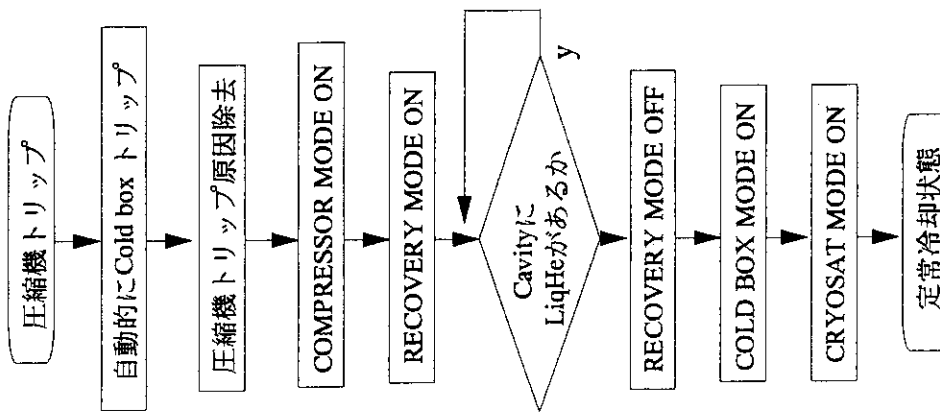 圧縮機トリップ
自動的にCold box トリップ
圧縮機トリップ原因除去
COMPRESSOR MODE ON
RECOVERY MODE ON
Cavityに
LiqHeがあるか
y
RECOVERY MODE OFF
COLD BOX MODE ON
CRYOSAT MODE ON
定常冷却状態